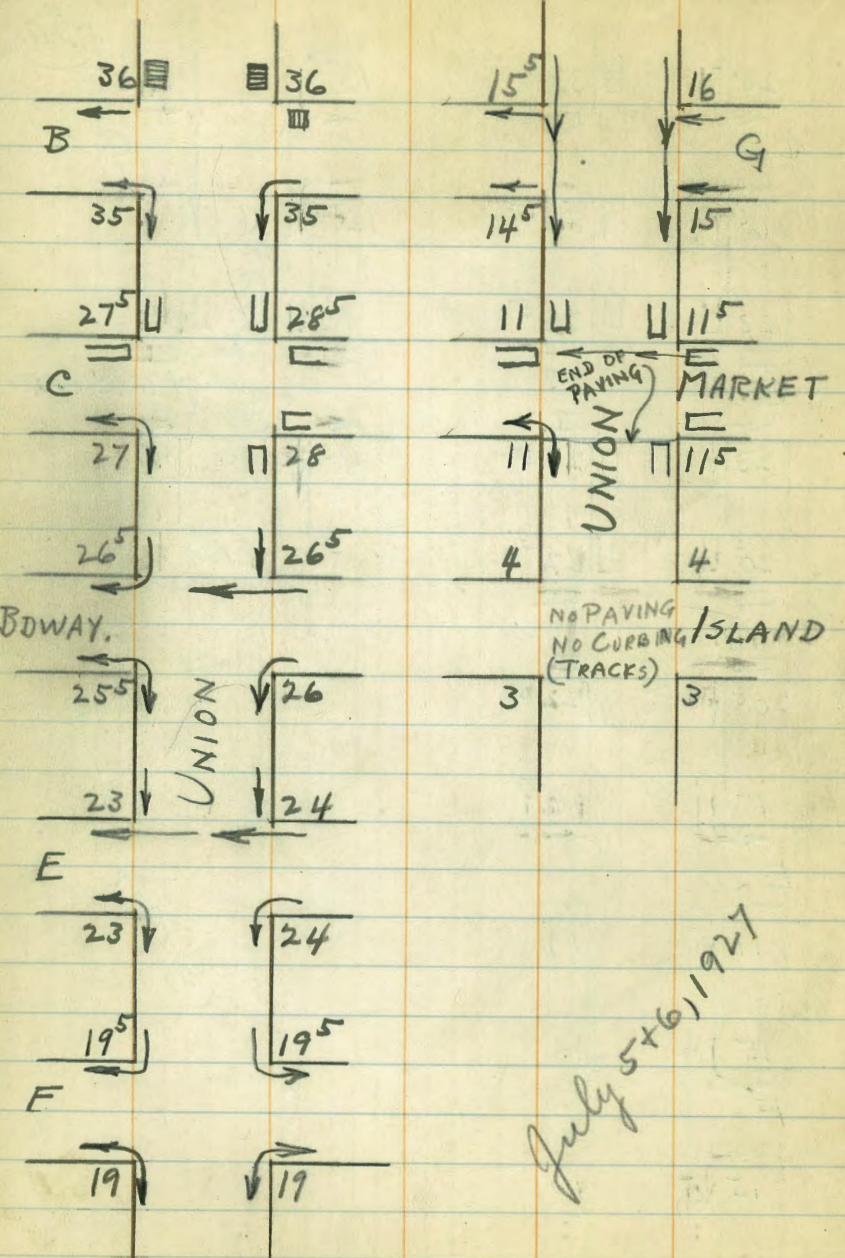 36 36
B
35 35
27⁵ 28⁵
C
27 28
26⁵ 26⁵
BDWAY.
25⁵ 26
UNION
23 24
E
23 24
19⁵ 19⁵
F
19 19
15⁵ 16
G
14⁵ 15
11 11⁵
END OF
PAVING
MARKET
11 11⁵
UNION
4 4
NO PAVING
NO CURBING
(TRACKS)
ISLAND
3 3
July 5+6, 1927